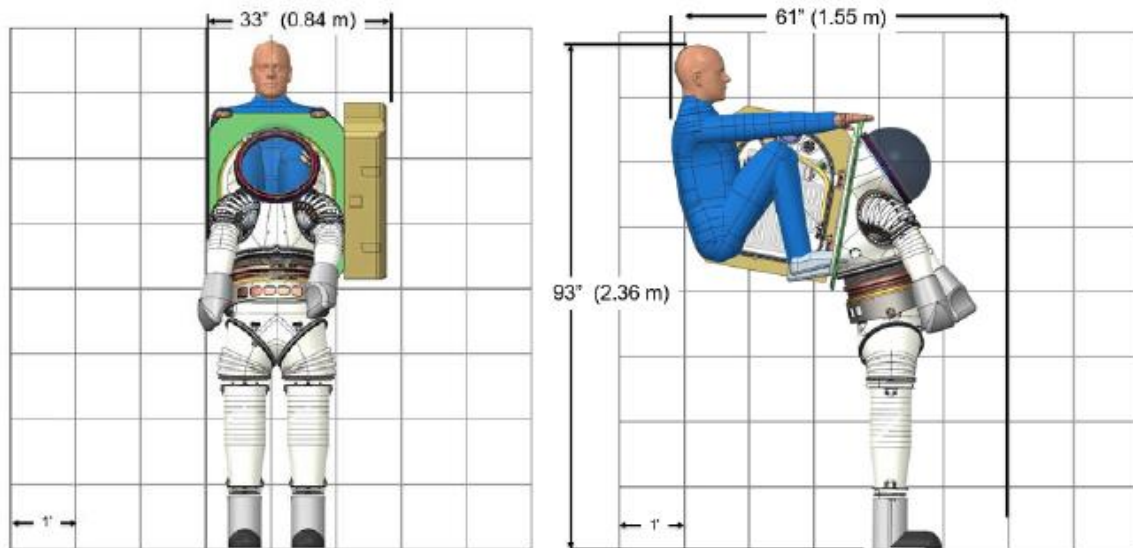 33” (0.84 m)
61” (1.55 m)
93” (2.36 m)
1’
1’